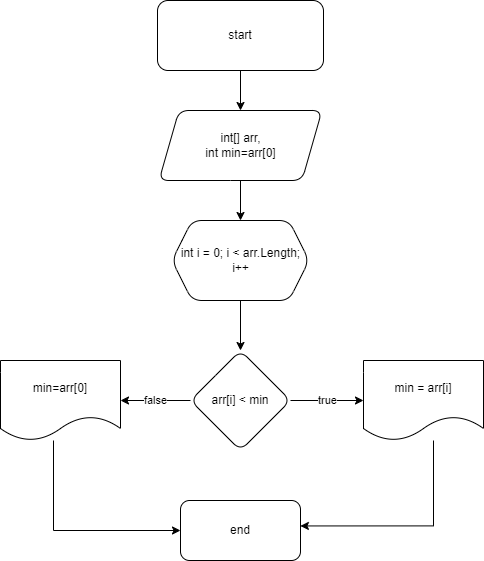 start
int[] arr,
int min=arr[0]
int i = 0; i < arr.Length;
i++
min=arr[0]
false
arr[i] < min
true
min = arr[i]
end